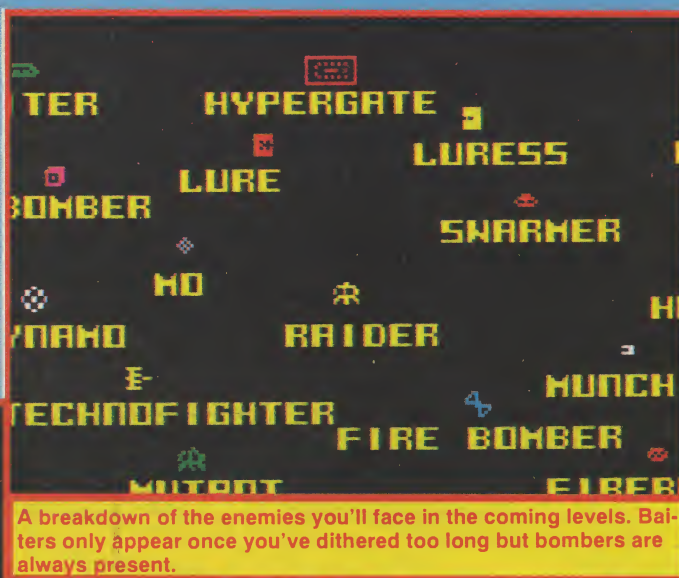 TER HYPERGATE
LURESS
LURE
BOMBER
SWARMER
MO
RAIDER
YNAMO
MUNCH
TECHNOFIGHTER
FIRE BOMBER
MUTANT
A breakdown of the enemies you'll face in the coming levels. Bai-
ters only appear once you've dithered too long but bombers are
always present.